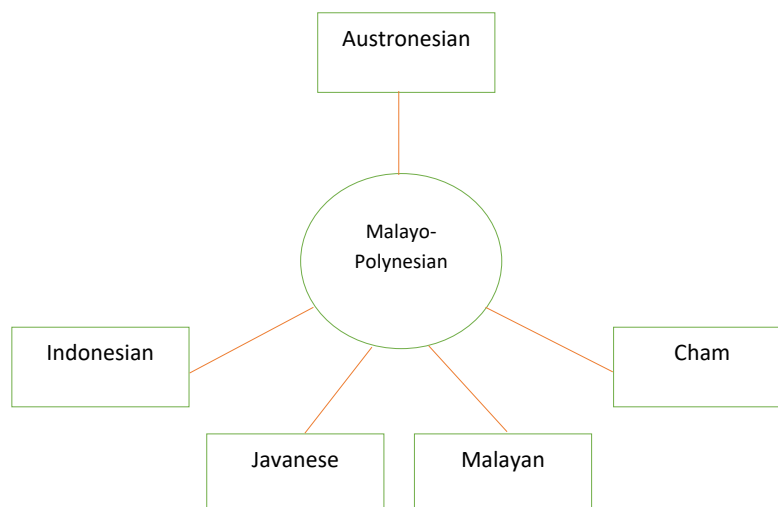 Austronesian
Malayo-
Polynesian
Indonesian
Cham
Javanese
Malayan